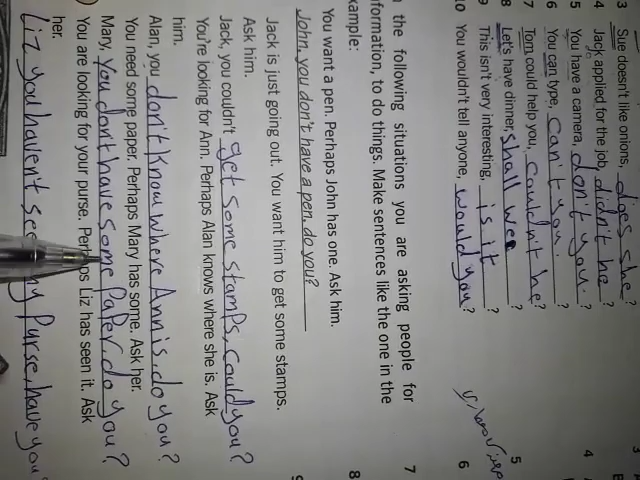 3 Sue doesn't like onions, does she?
4 Jack applied for the job, didn't he?
5 You have a camera, don't you.?
6 You can type, can't you.?
7 Tom could help you, couldn't he?
8 Let's have dinner, shall we?
9 This isn't very interesting, is it?
10 You wouldn't tell anyone, would you?
the following situations you are asking people for
formation, to do things. Make sentences like the one in the
xample:
You want a pen. Perhaps John has one. Ask him.
John, you don't have a pen, do you?
Jack is just going out. You want him to get some stamps.
Ask him.
Jack, you couldn't get some stamps, could you?
You're looking for Ann. Perhaps Alan knows where she is. Ask
him.
Alan, you don't know where Ann is, do you?
You need some paper. Perhaps Mary has some. Ask her.
Mary, you don't have some paper, do you?
You are looking for your purse. Perhaps Liz has seen it. Ask
her.
Liz you haven't see my purse, have you
3
4
5
6
7
8
9